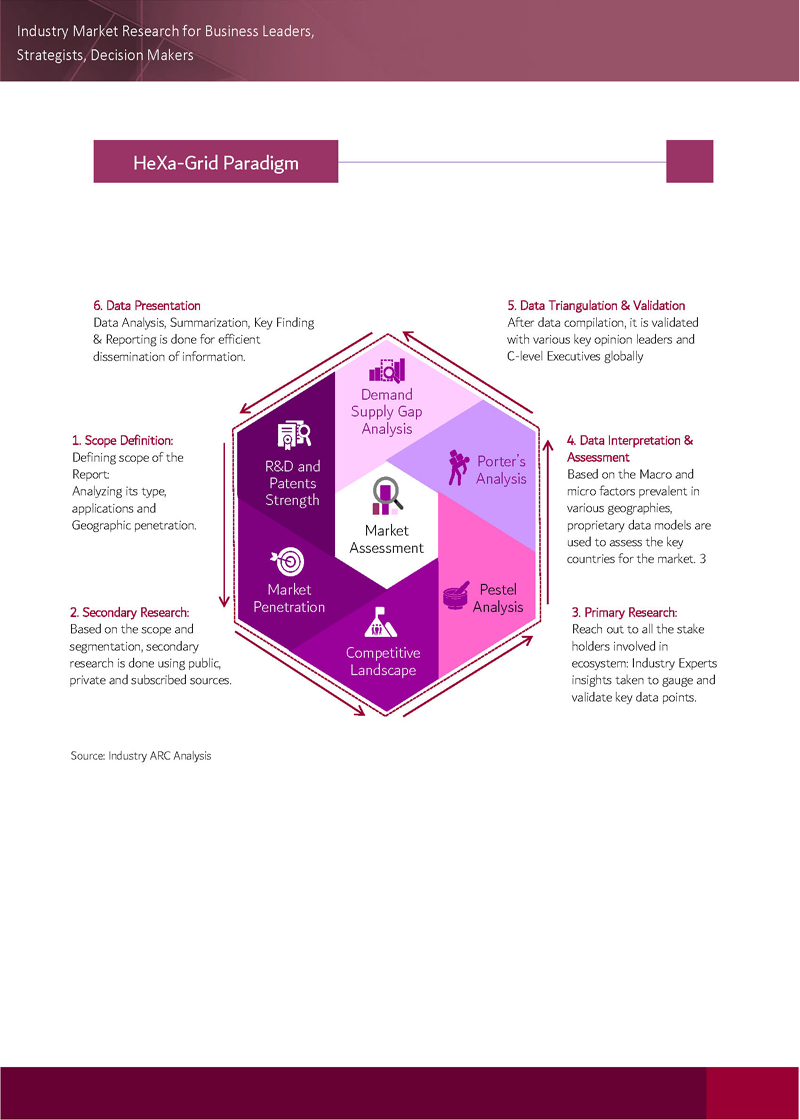 Industry Market Research for Business Leaders,
Strategists, Decision Makers
HeXa-Grid Paradigm
6. Data Presentation
Data Analysis, Summarization, Key Finding
& Reporting is done for efficient
dissemination of information.
5. Data Triangulation & Validation
After data compilation, it is validated
with various key opinion leaders and
C-level Executives globally
1. Scope Definition:
Defining scope of the
Report:
Analyzing its type,
applications and
Geographic penetration.
4. Data Interpretation &
Assessment
Based on the Macro and
micro factors prevalent in
various geographies,
proprietary data models are
used to assess the key
countries for the market. 3
2. Secondary Research:
Based on the scope and
segmentation, secondary
research is done using public,
private and subscribed sources.
3. Primary Research:
Reach out to all the stake
holders involved in
ecosystem: Industry Experts
insights taken to gauge and
validate key data points.
Demand
Supply Gap
Analysis
Porter's
Analysis
R&D and
Patents
Strength
Market
Assessment
Market
Penetration
Pestel
Analysis
Competitive
Landscape
Source: Industry ARC Analysis